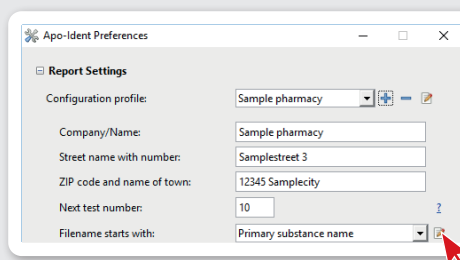 Apo-Ident Preferences
Report Settings
Configuration profile: Sample pharmacy
Company/Name: Sample pharmacy
Street name with number: Samplestreet 3
ZIP code and name of town: 12345 Samplecity
Next test number: 10 ?
Filename starts with: Primary substance name